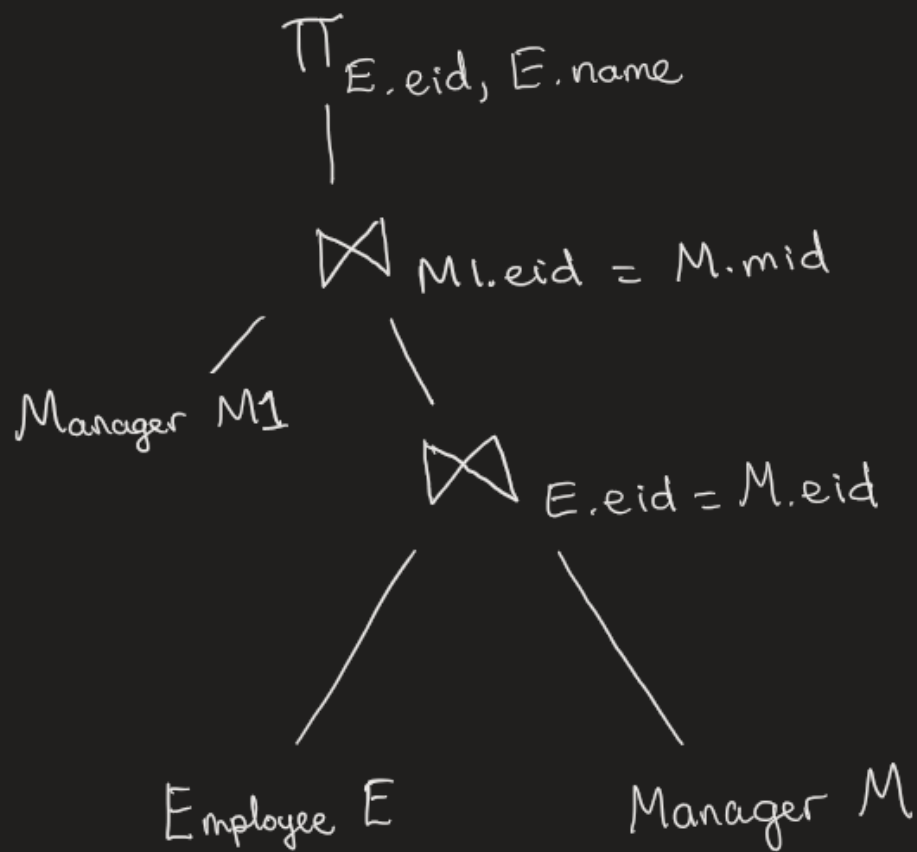 π E.eid, E.name
⋈ M1.eid = M.mid
Manager M1
⋈ E.eid = M.eid
Employee E
Manager M